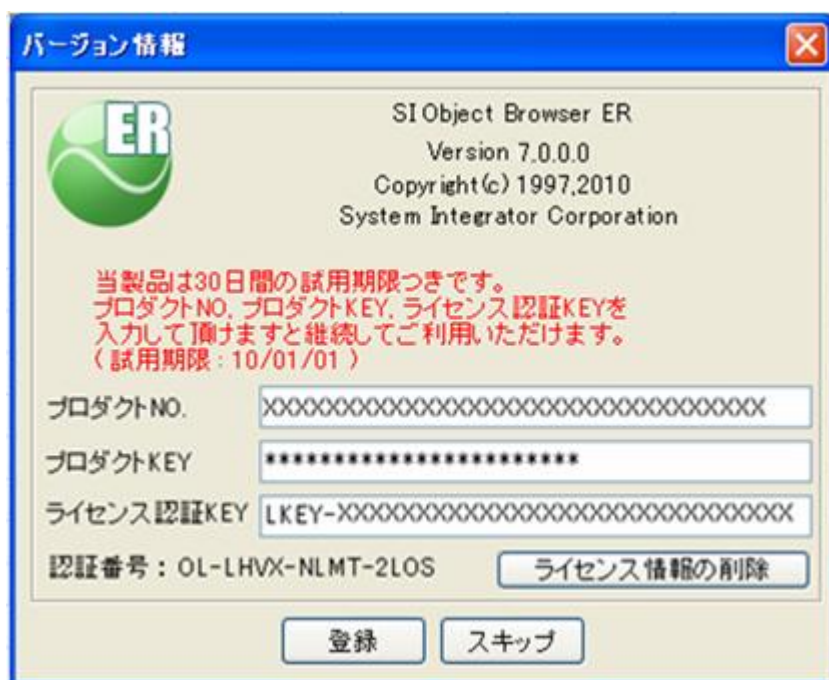 バージョン情報
ER
SI Object Browser ER
Version 7.0.0.0
Copyright(c) 1997,2010
System Integrator Corporation
当製品は30日間の試用期限つきです。
プロダクトNO, プロダクトKEY, ライセンス認証KEYを
入力して頂けますと継続してご利用いただけます。
( 試用期限 : 10/01/01 )
プロダクトNO. XXXXXXXXXXXXXXXXXXXXXXXXXXXXXXXXXXX
プロダクトKEY ***********************
ライセンス認証KEY LKEY-XXXXXXXXXXXXXXXXXXXXXXXXXXXXXXXX
認証番号 : OL-LHVX-NLMT-2LOS ライセンス情報の削除
登録 スキップ